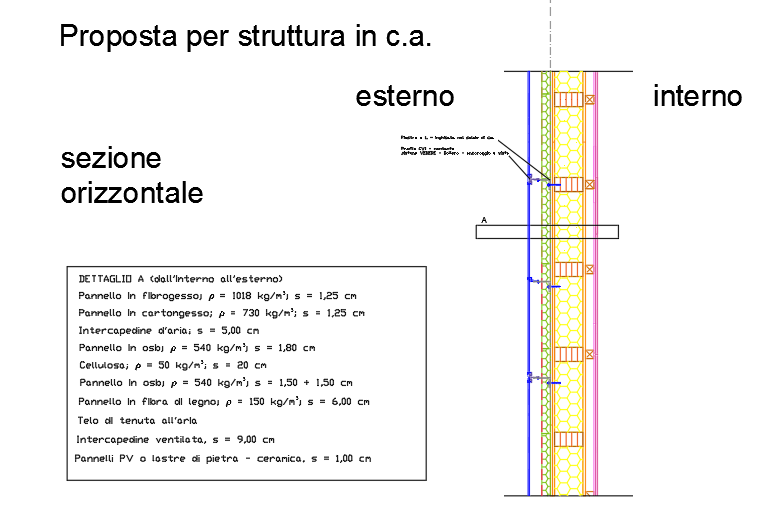 Proposta per struttura in c.a.
esterno
interno
sezione
orizzontale
A
DETTAGLIO A (dall'interno all'esterno)
Pannello in fibrogesso; ρ = 1018 kg/m³; s = 1,25 cm
Pannello in cartongesso; ρ = 730 kg/m³; s = 1,25 cm
Intercapedine d'aria; s = 5,00 cm
Pannello in osb; ρ = 540 kg/m³; s = 1,80 cm
Cellulosa; ρ = 50 kg/m³; s = 20 cm
Pannello in osb; ρ = 540 kg/m³; s = 1,50 + 1,50 cm
Pannello in fibra di legno; ρ = 150 kg/m³; s = 6,00 cm
Telo di tenuta all'aria
Intercapedine ventilata, s = 9,00 cm
Pannelli PV o lastre di pietra - ceramica, s = 1,00 cm